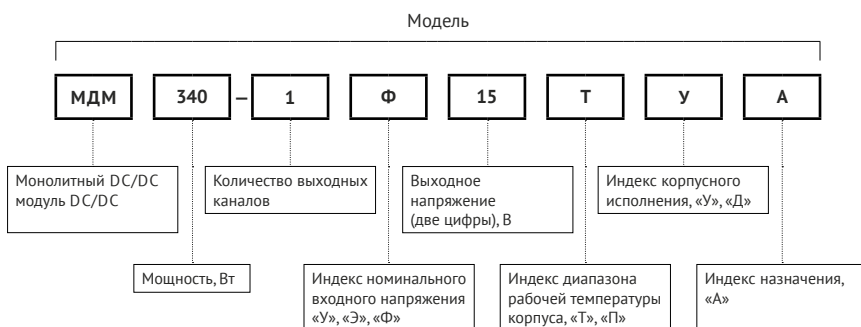 Модель
МДМ 340 – 1 Ф 15 Т У А
Монолитный DC/DC
модуль DC/DC
Количество выходных
каналов
Выходное
напряжение
(две цифры), В
Индекс корпусного
исполнения, «У», «Д»
Мощность, Вт
Индекс номинального
входного напряжения
«У», «Э», «Ф»
Индекс диапазона
рабочей температуры
корпуса, «Т», «П»
Индекс назначения,
«А»